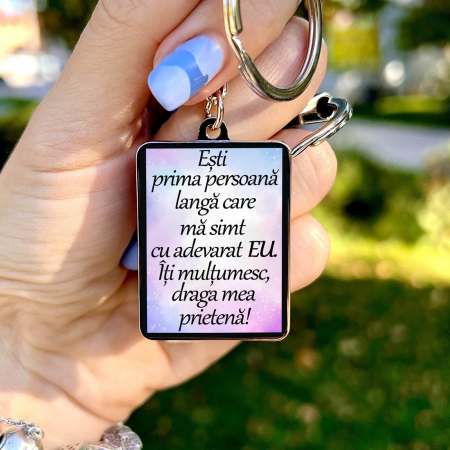 Ești
prima persoană
langă care
mă simt
cu adevarat EU.
Îți mulțumesc,
draga mea
prietenă!